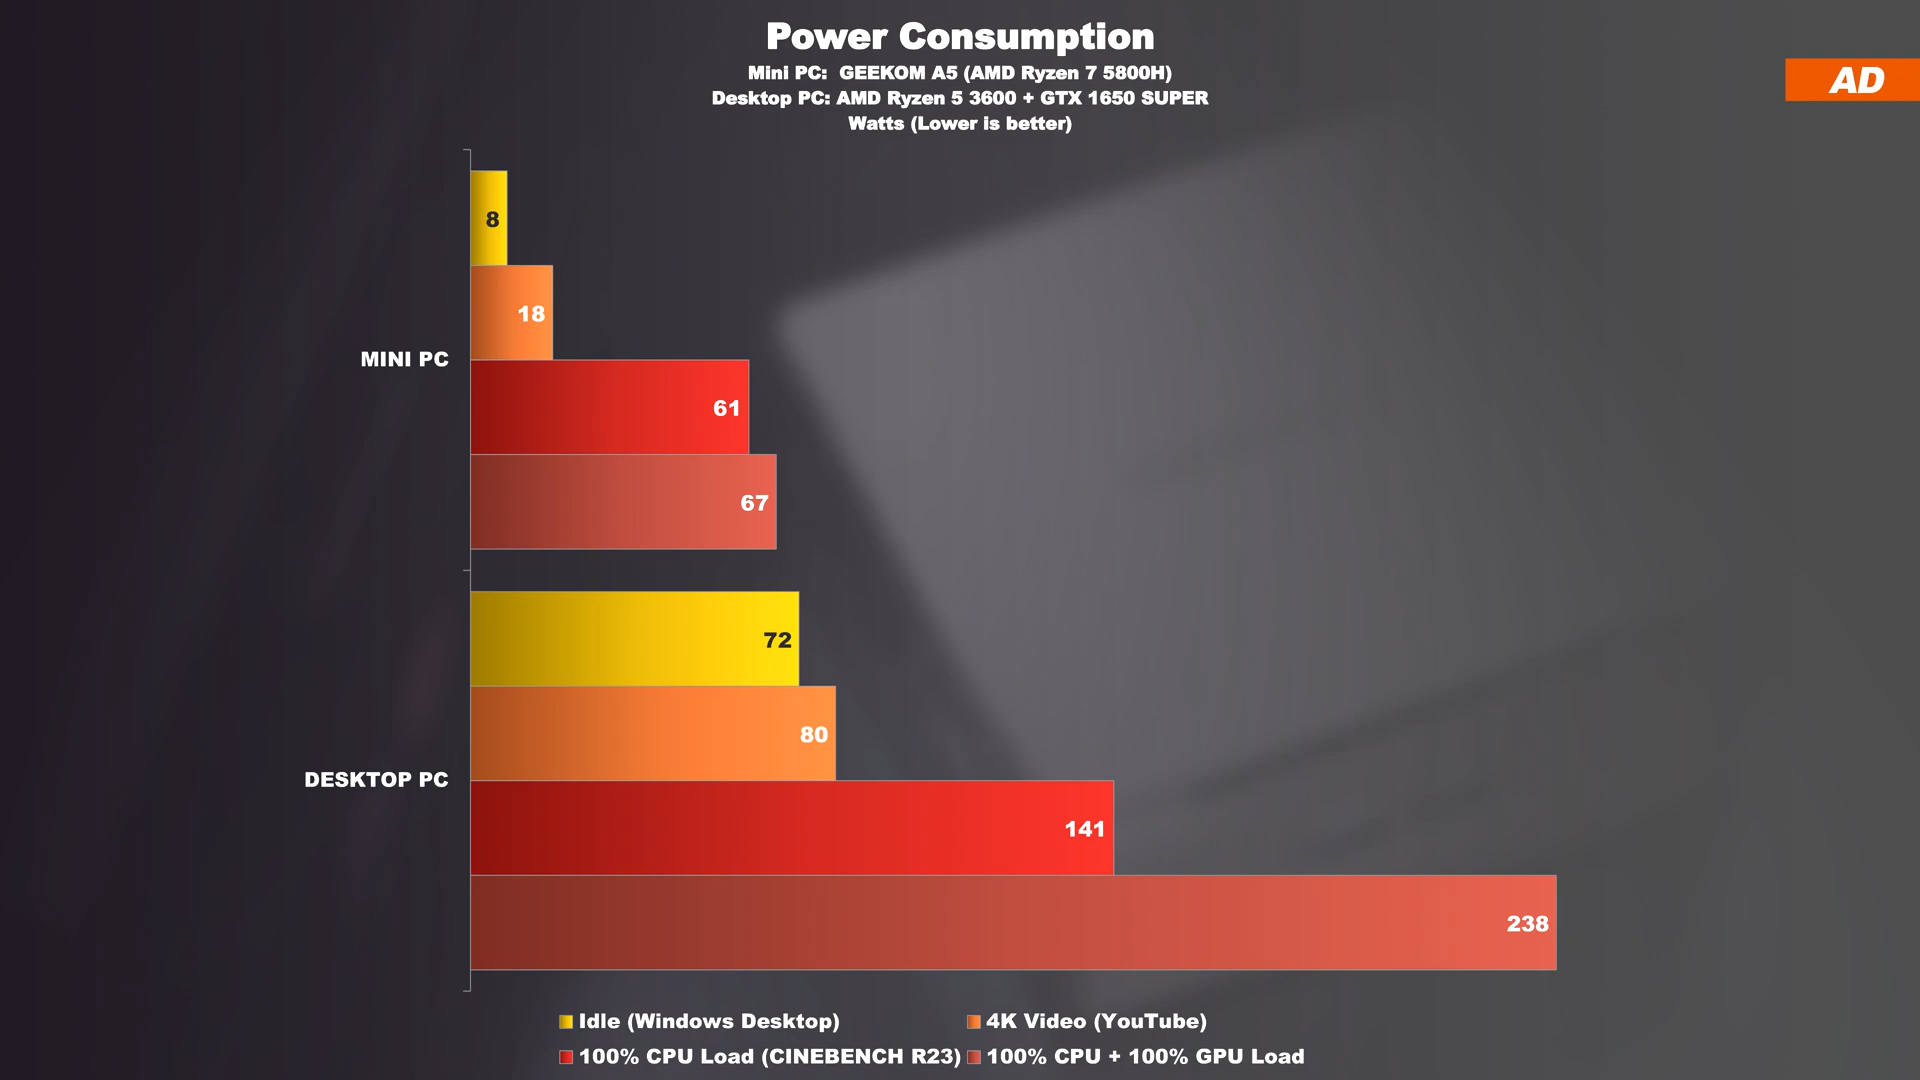 Power Consumption
Mini PC:  GEEKOM A5 (AMD Ryzen 7 5800H)
Desktop PC: AMD Ryzen 5 3600 + GTX 1650 SUPER
Watts (Lower is better)
AD
8
18
MINI PC
61
67
72
80
DESKTOP PC
141
238
Idle (Windows Desktop)
4K Video (YouTube)
100% CPU Load (CINEBENCH R23)
100% CPU + 100% GPU Load